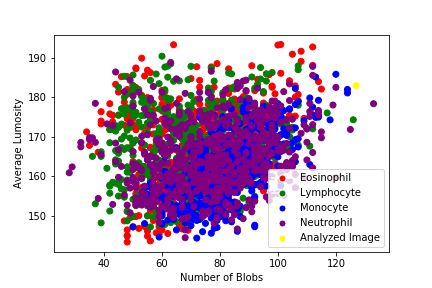 190
180
170
160
150
Average Lumosity
40
60
80
100
120
Number of Blobs
Eosinophil
Lymphocyte
Monocyte
Neutrophil
Analyzed Image